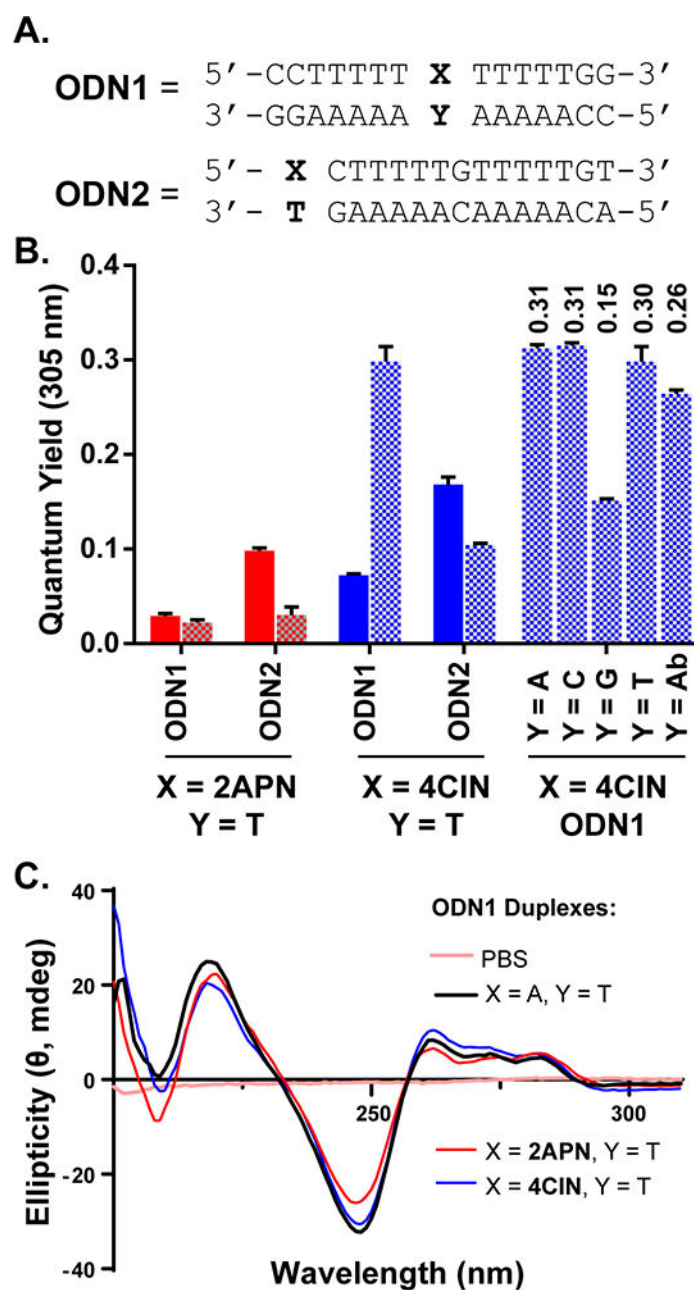 A.
ODN1 =
5′-CCTTTTT X TTTTTGG-3′
3′-GGAAAAA Y AAAAACC-5′
ODN2 =
5′- X CTTTTTGTTTTTGT-3′
3′- T GAAAAACAAAAACA-5′
B.
Quantum Yield (305 nm)
0.4
0.3
0.2
0.1
0.0
0.31
0.31
0.15
0.30
0.26
ODN1
ODN2
ODN1
ODN2
Y = A
Y = C
Y = G
Y = T
Y = Ab
X = 2APN
Y = T
X = 4CIN
Y = T
X = 4CIN
ODN1
C.
Ellipticity (θ, mdeg)
40
20
0
-20
-40
250
300
ODN1 Duplexes:
PBS
X = A, Y = T
X = 2APN, Y = T
X = 4CIN, Y = T
Wavelength (nm)